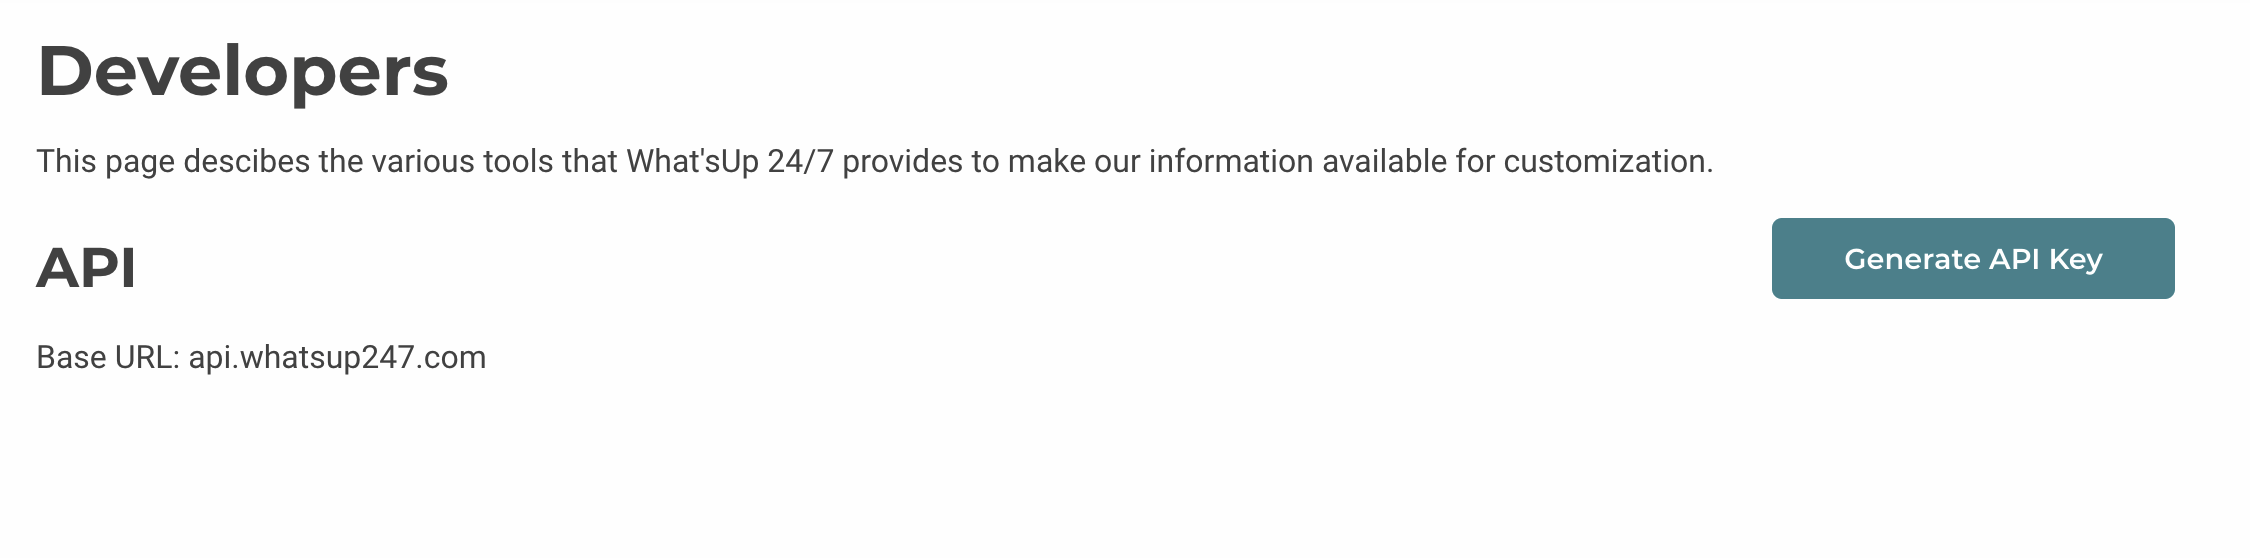 Developers
This page descibes the various tools that What'sUp 24/7 provides to make our information available for customization.
API
Generate API Key
Base URL: api.whatsup247.com